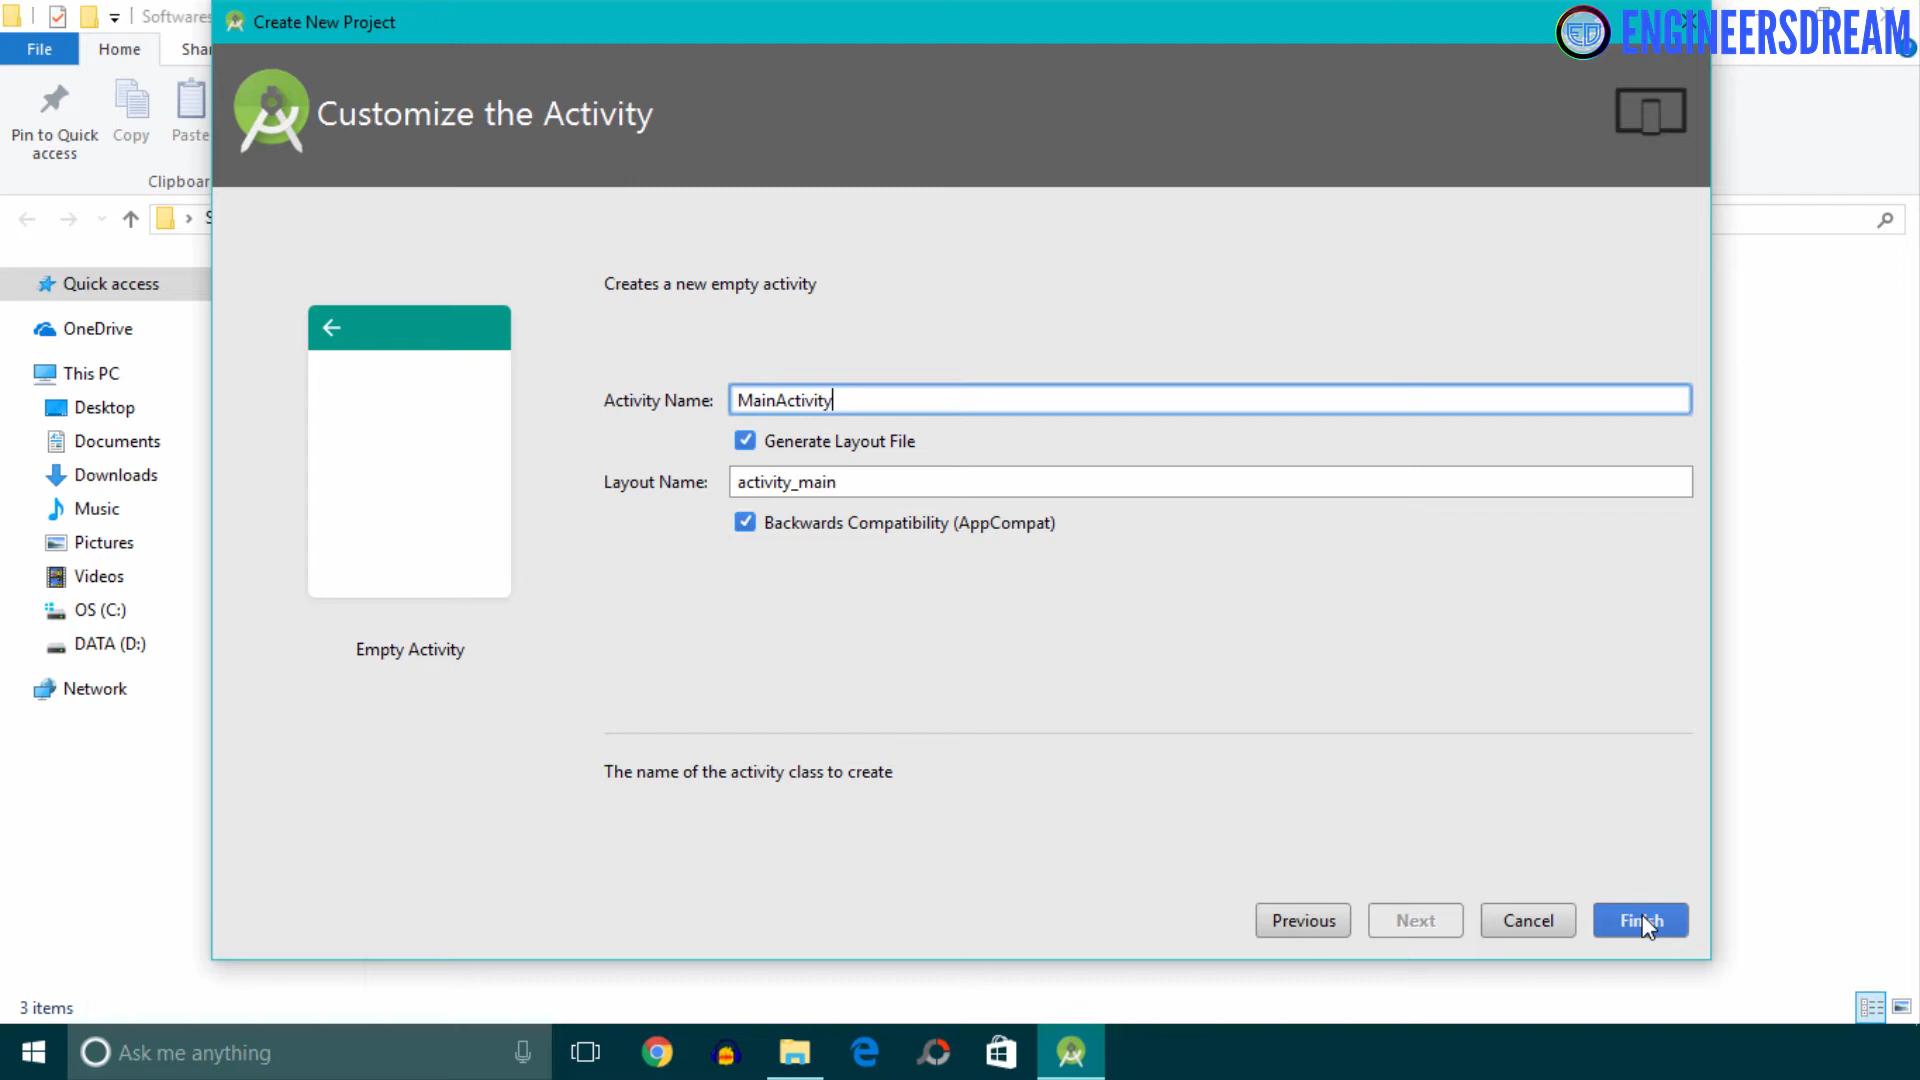 Softwares
Create New Project
ENGINEERSDREAM
File
Home
Shar
Customize the Activity
Pin to Quick
access
Copy
Paste
Clipboar
S
Creates a new empty activity
Quick access
OneDrive
This PC
Desktop
Documents
Downloads
Music
Pictures
Videos
OS (C:)
DATA (D:)
Network
Activity Name:
MainActivity
Generate Layout File
Layout Name:
activity_main
Backwards Compatibility (AppCompat)
Empty Activity
The name of the activity class to create
Previous
Next
Cancel
Finish
3 items
Ask me anything